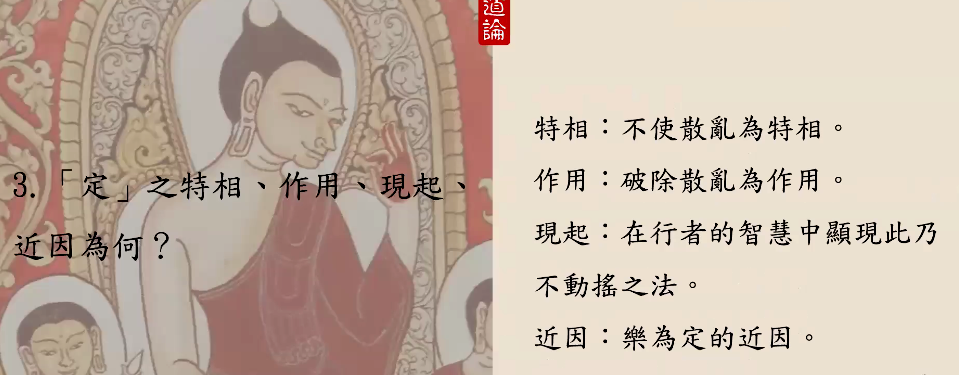 道論
3.「定」之特相、作用、現起、
近因為何？
特相：不使散亂為特相。
作用：破除散亂為作用。
現起：在行者的智慧中顯現此乃
不動搖之法。
近因：樂為定的近因。